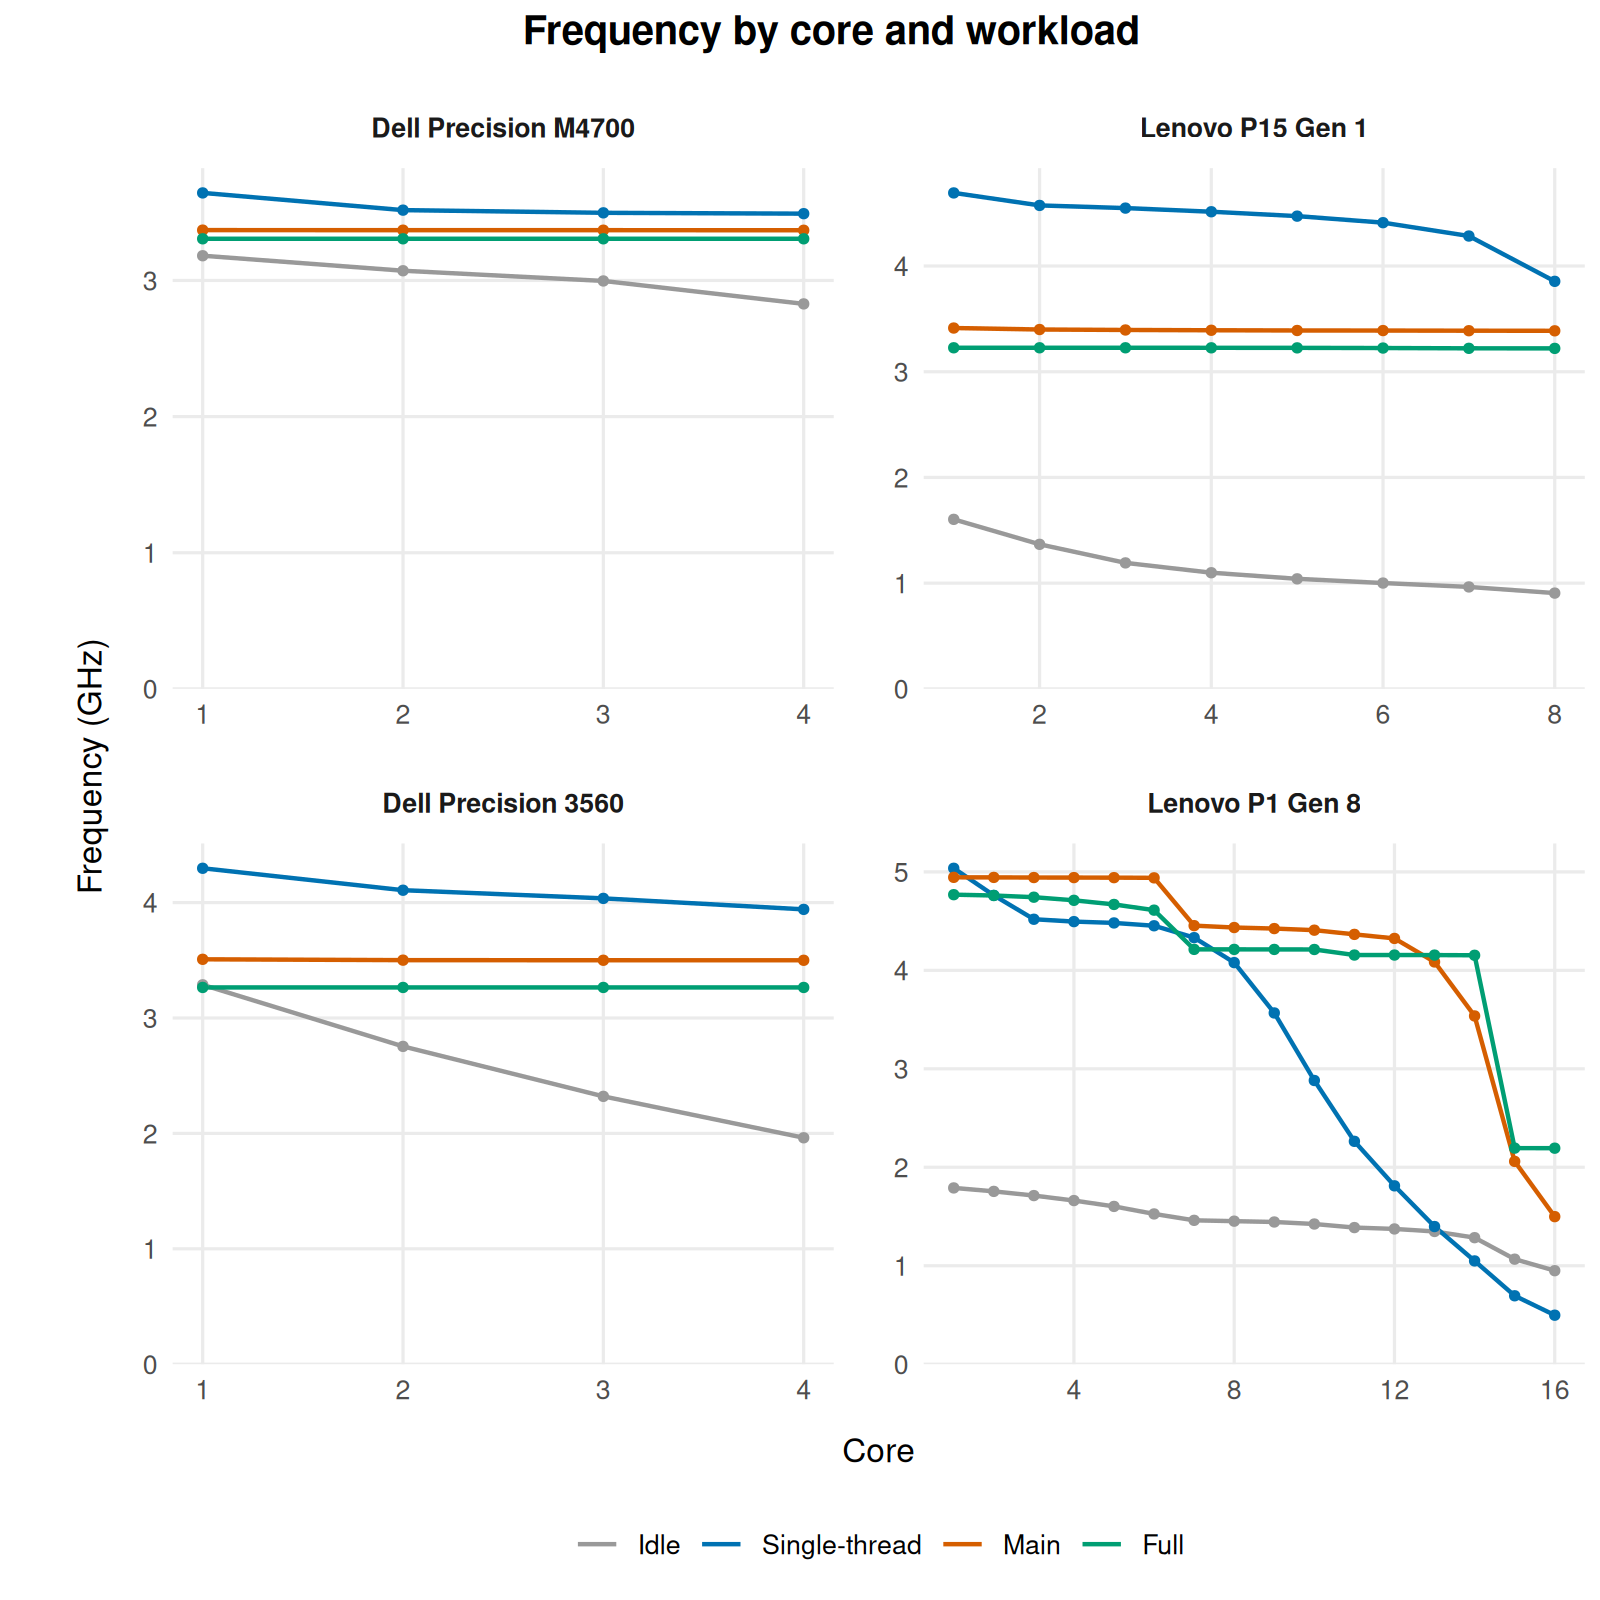 Frequency by core and workload
Dell Precision M4700
Lenovo P15 Gen 1
3
2
1
0
1 2 3 4
4
3
2
1
0
2 4 6 8
Frequency (GHz)
Dell Precision 3560
Lenovo P1 Gen 8
4
3
2
1
0
1 2 3 4
5
4
3
2
1
0
4 8 12 16
Core
Idle Single-thread Main Full